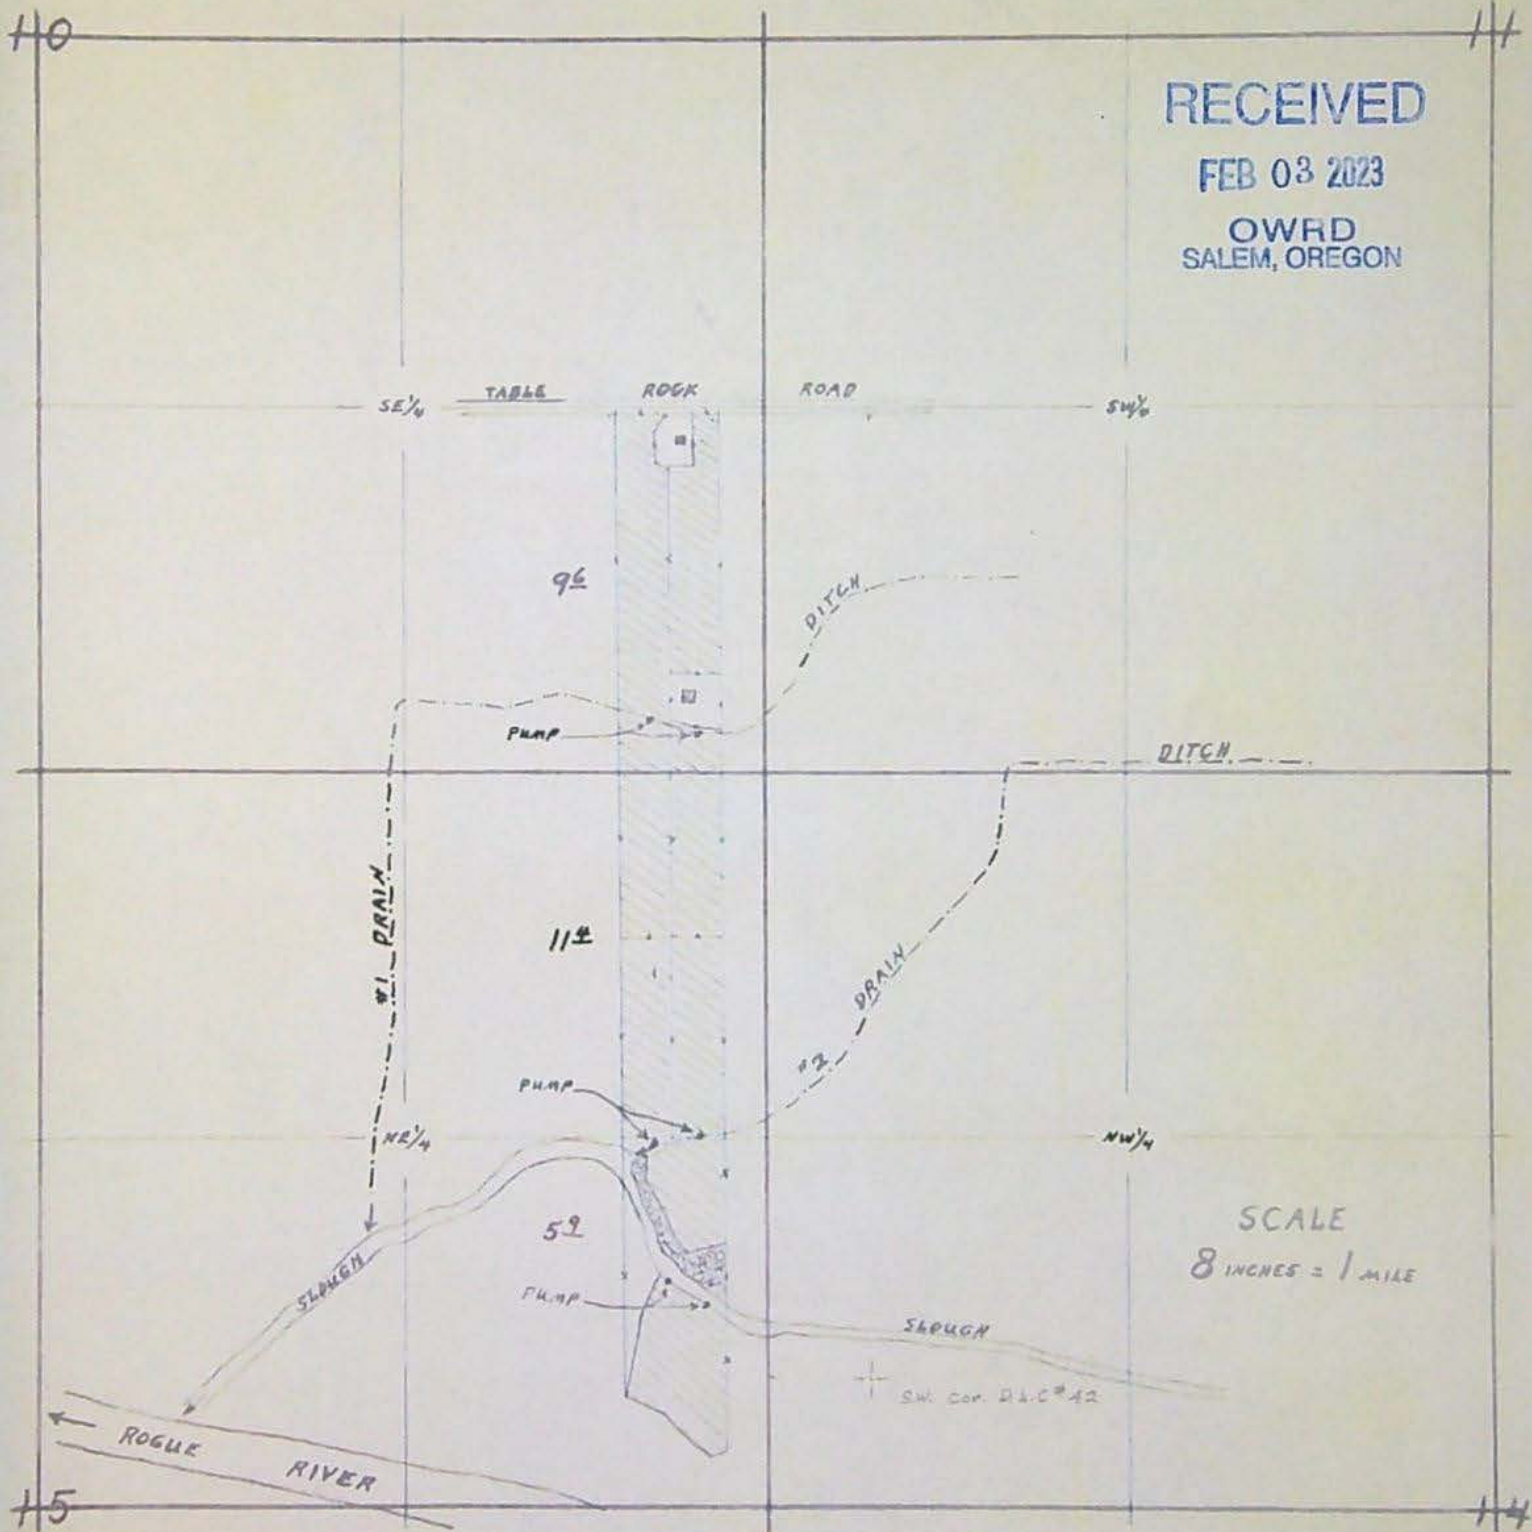 10
11
RECEIVED
FEB 03 2023
OWRD
SALEM, OREGON
SE¼ TABLE ROCK ROAD SW¼
9 6
DITCH
PUMP
DITCH
#1 DRAIN
11 4
DRAIN
#2
PUMP
NE¼
NW¼
5 9
SCALE
8 INCHES = 1 MILE
SLOUGH
PUMP
SLOUGH
S.W. COR. D.L.C #42
ROGUE RIVER
15
14